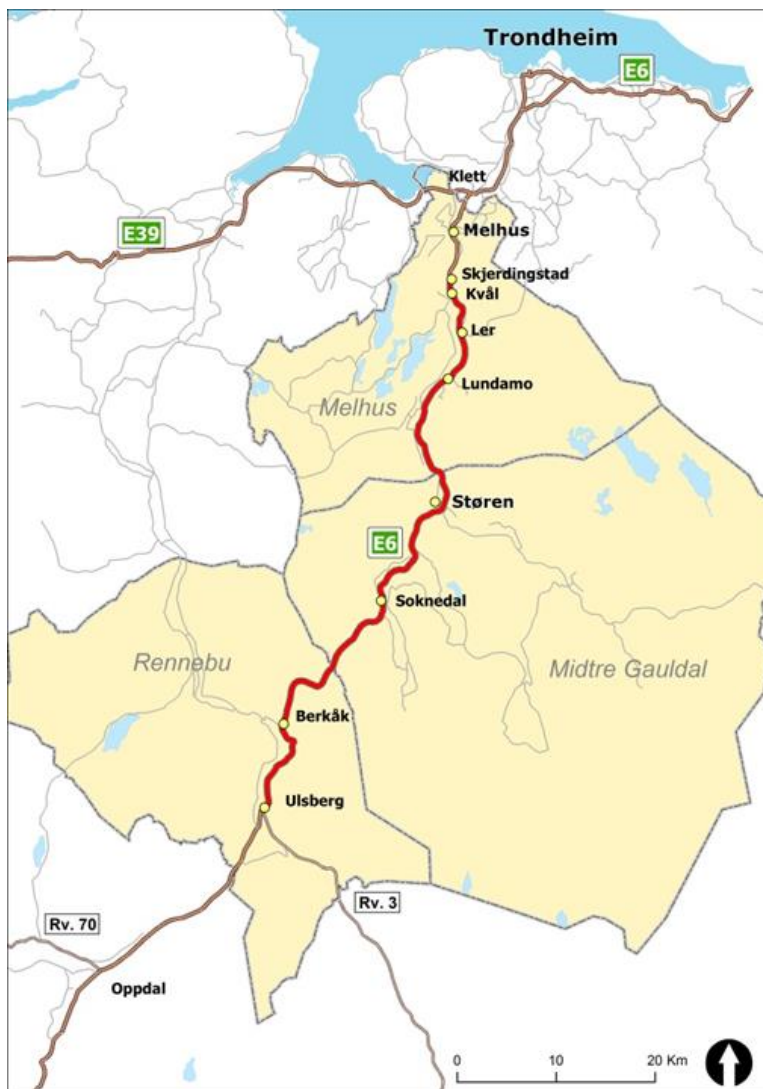 Trondheim
E6
Klett
E39
Melhus
Skjerdingstad
Kvål
Ler
Lundamo
Melhus
Støren
E6
Soknedal
Rennebu
Midtre Gauldal
Berkåk
Ulsberg
Rv. 3
Rv. 70
Oppdal
0 10 20 Km